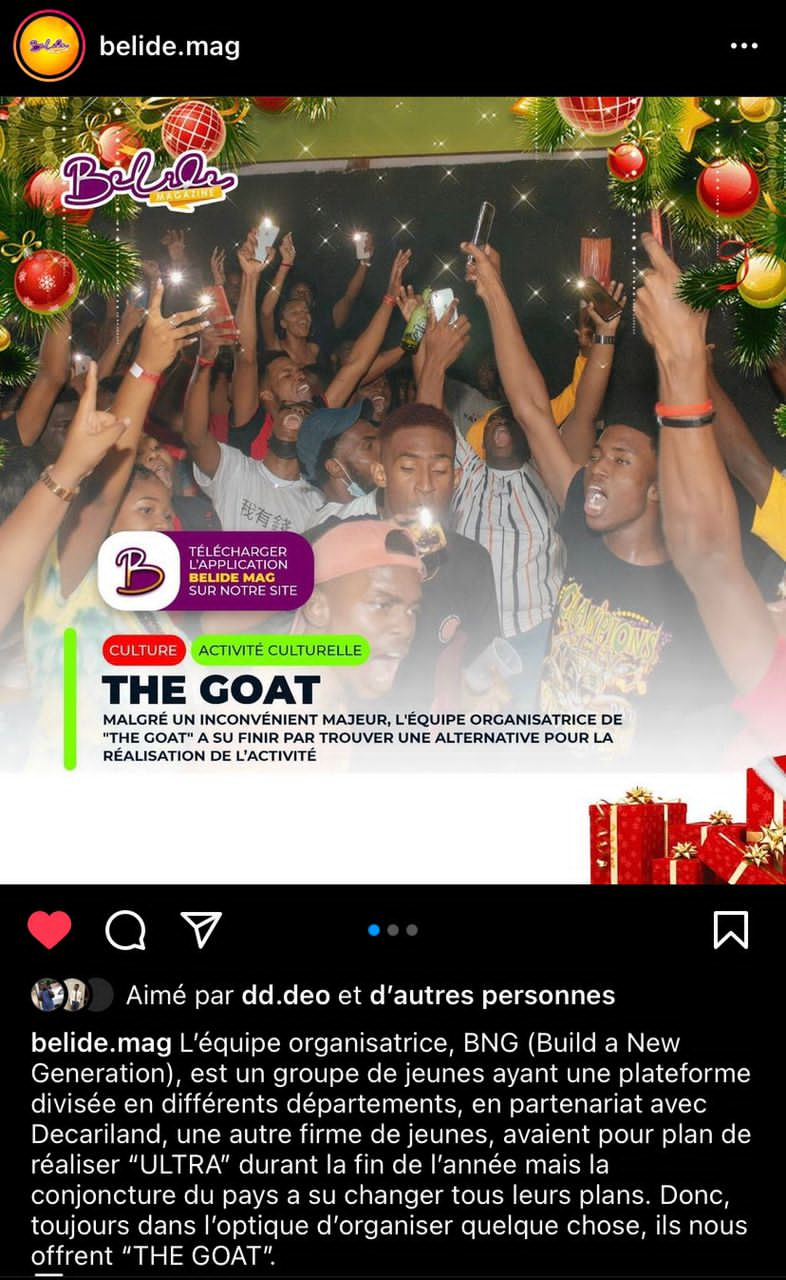 belide.mag
Belide
MAGAZINE
我有錢
TÉLÉCHARGER
L'APPLICATION
BELIDE MAG
SUR NOTRE SITE
CULTURE
ACTIVITÉ CULTURELLE
THE GOAT
MALGRÉ UN INCONVÉNIENT MAJEUR, L'ÉQUIPE ORGANISATRICE DE
"THE GOAT" A SU FINIR PAR TROUVER UNE ALTERNATIVE POUR LA
RÉALISATION DE L'ACTIVITÉ
Aimé par dd.deo et d’autres personnes
belide.mag L’équipe organisatrice, BNG (Build a New
Generation), est un groupe de jeunes ayant une plateforme
divisée en différents départements, en partenariat avec
Decariland, une autre firme de jeunes, avaient pour plan de
réaliser “ULTRA” durant la fin de l’année mais la
conjoncture du pays a su changer tous leurs plans. Donc,
toujours dans l’optique d’organiser quelque chose, ils nous
offrent “THE GOAT”.